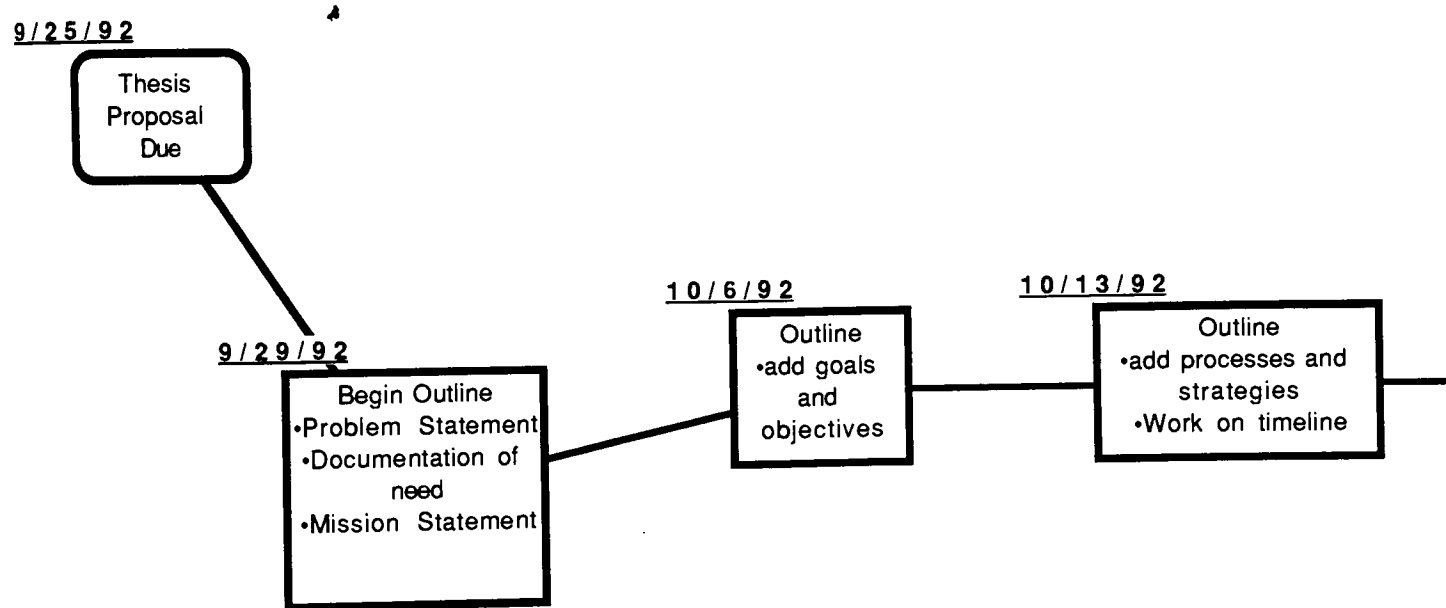 9/25/92
Thesis
Proposal
Due
9/29/92
Begin Outline
•Problem Statement
•Documentation of
need
•Mission Statement
10/6/92
Outline
•add goals
and
objectives
10/13/92
Outline
•add processes and
strategies
•Work on timeline